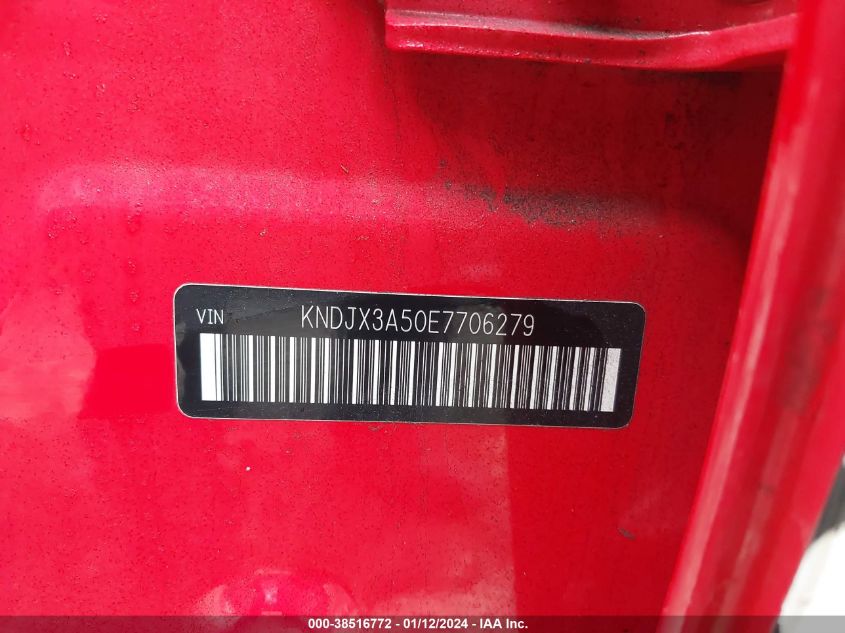 VIN KNDJX3A50E7706279
000-38516772 - 01/12/2024 - IAA Inc.